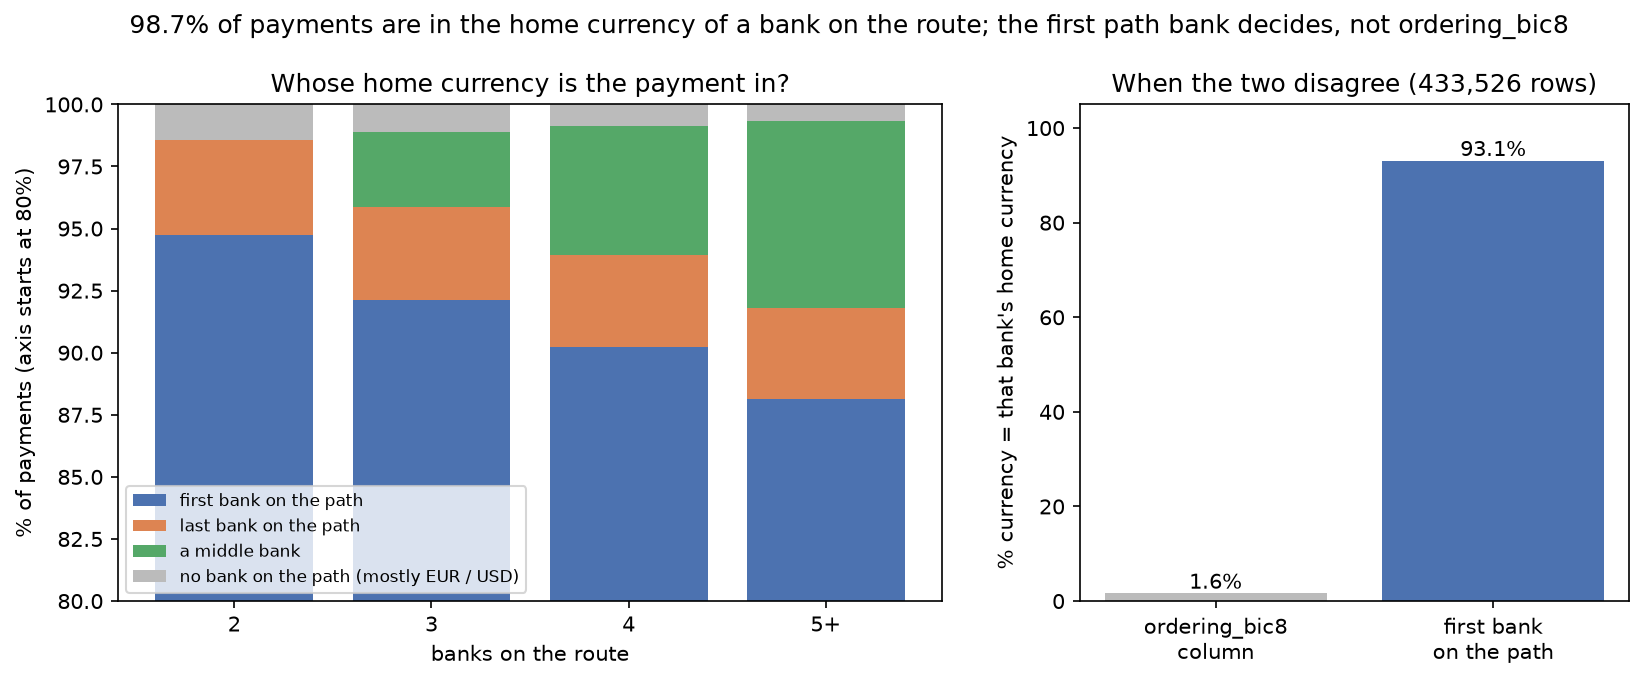 98.7% of payments are in the home currency of a bank on the route; the first path bank decides, not ordering_bic8
Whose home currency is the payment in?
% of payments (axis starts at 80%)
100.0
97.5
95.0
92.5
90.0
87.5
85.0
82.5
80.0
first bank on the path
last bank on the path
a middle bank
no bank on the path (mostly EUR / USD)
2
3
4
5+
banks on the route
When the two disagree (433,526 rows)
% currency = that bank's home currency
100
80
60
40
20
0
1.6%
93.1%
ordering_bic8
column
first bank
on the path